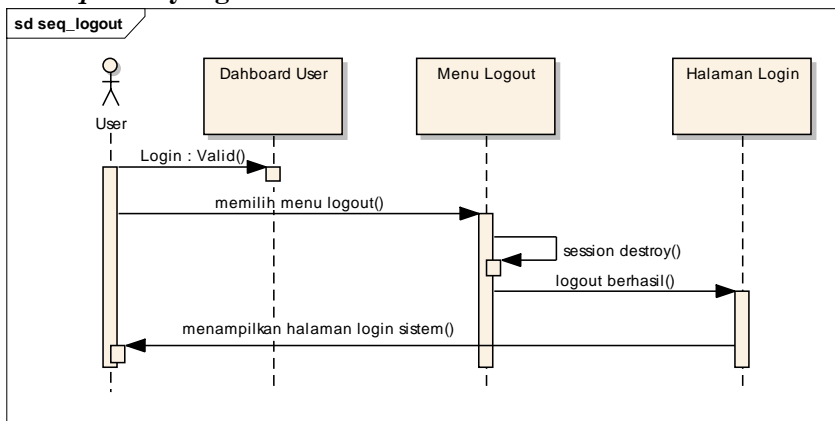 sd seq_logout
Dahboard User
Menu Logout
Halaman Login
User
Login : Valid()
memilih menu logout()
session destroy()
logout berhasil()
menampilkan halaman login sistem()